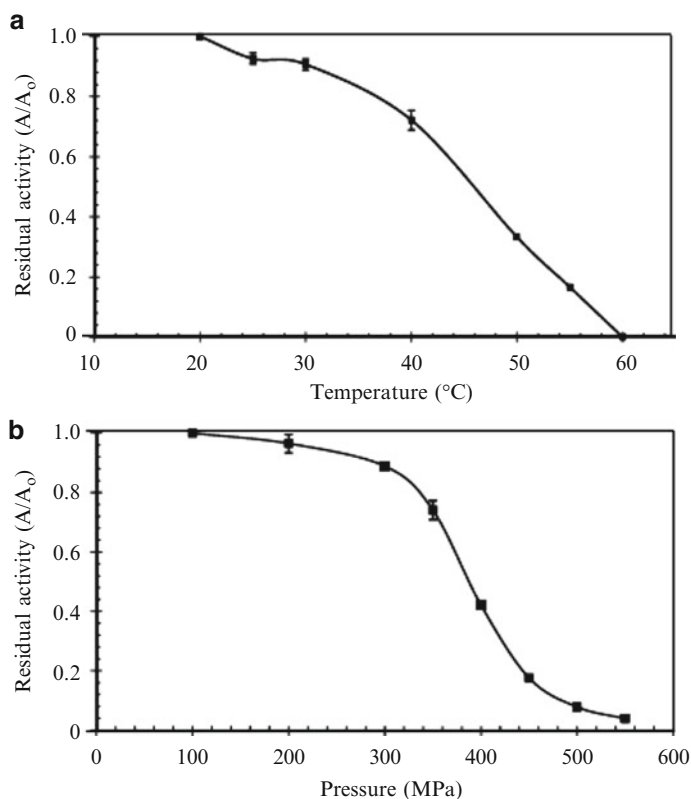 a
Residual activity (A/Aₒ)
1.0
0.8
0.6
0.4
0.2
0
10 20 30 40 50 60
Temperature (°C)
b
Residual activity (A/Aₒ)
1.0
0.8
0.6
0.4
0.2
0
0 100 200 300 400 500 600
Pressure (MPa)